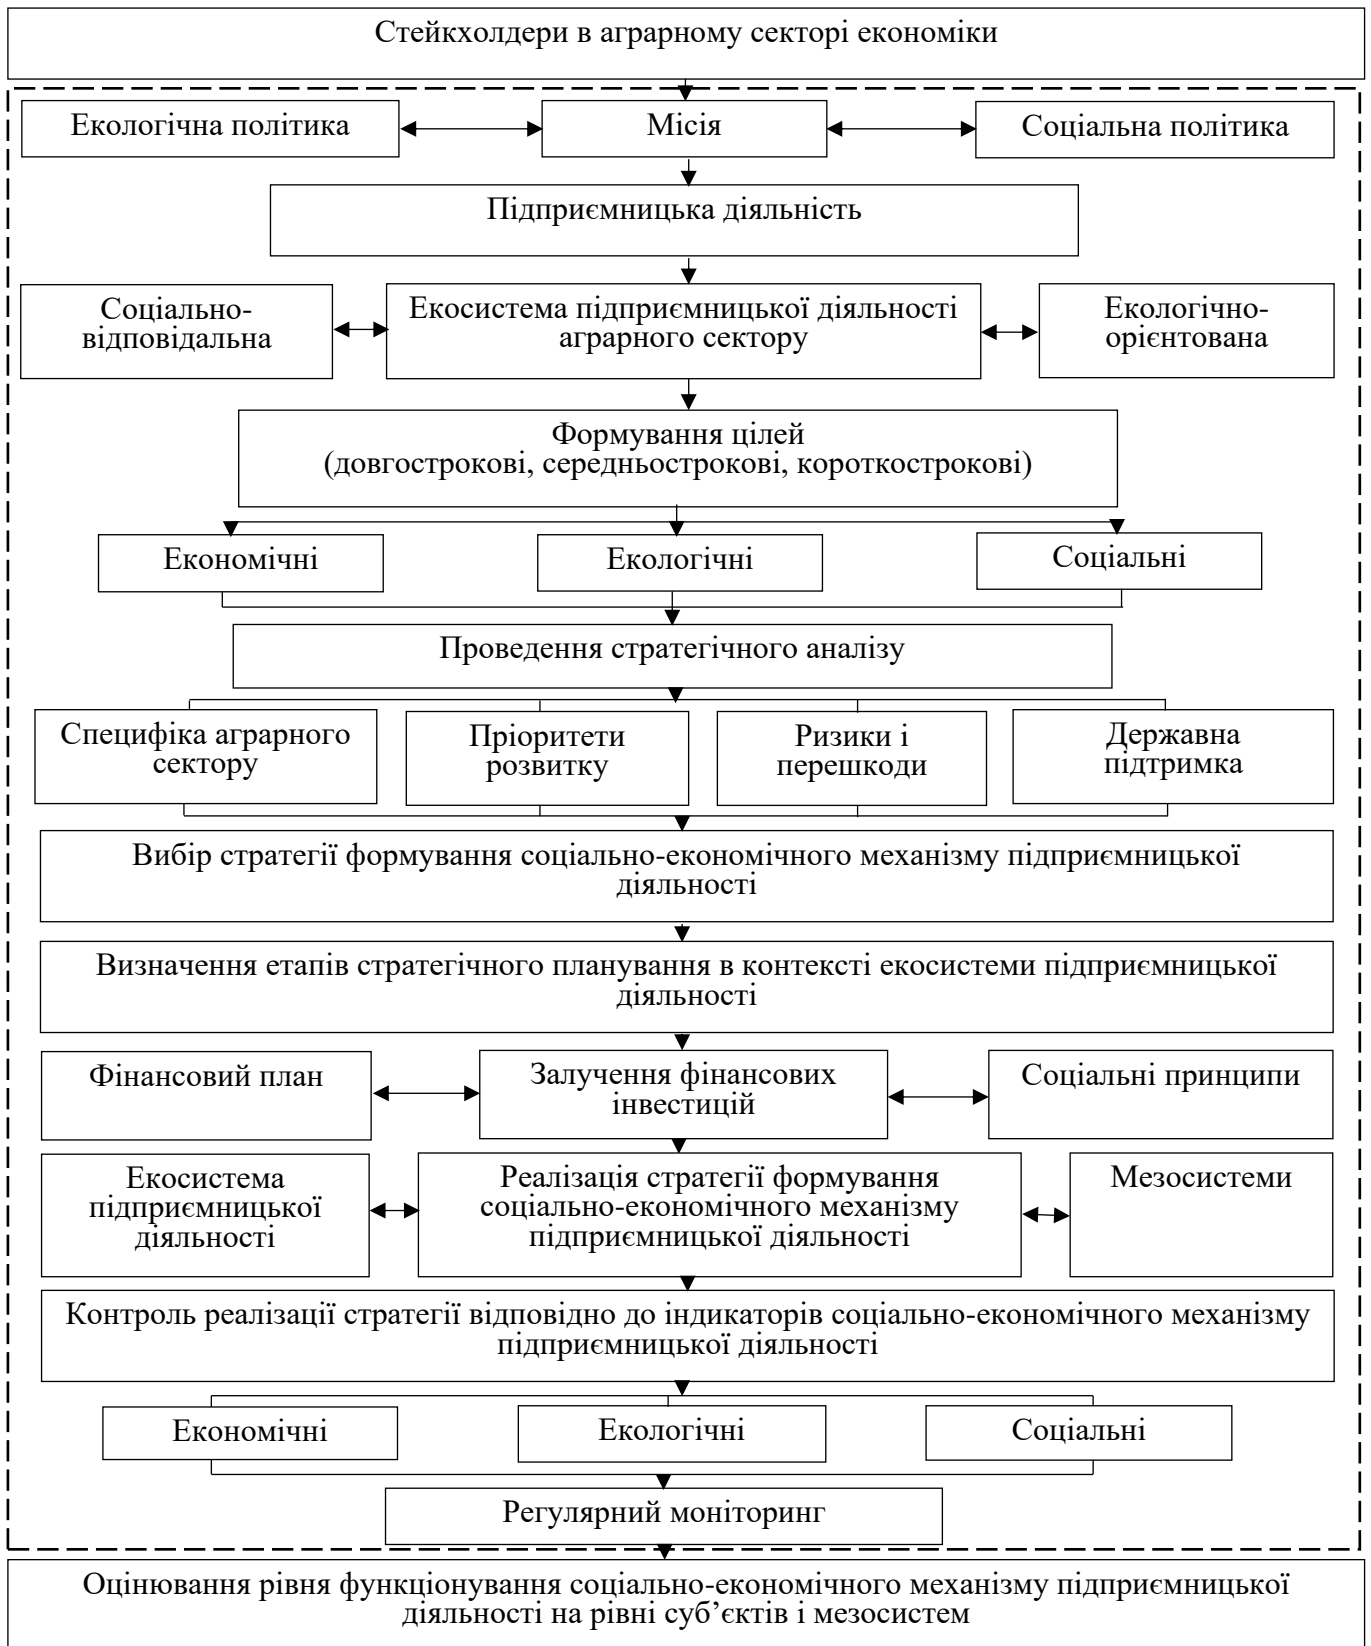 Стейкхолдери в аграрному секторі економіки
Екологічна політика
Місія
Соціальна політика
Підприємницька діяльність
Соціально-
відповідальна
Екосистема підприємницької діяльності
аграрного сектору
Екологічно-
орієнтована
Формування цілей
(довгострокові, середньострокові, короткострокові)
Економічні
Екологічні
Соціальні
Проведення стратегічного аналізу
Специфіка аграрного
сектору
Пріоритети
розвитку
Ризики і
перешкоди
Державна
підтримка
Вибір стратегії формування соціально-економічного механізму підприємницької
діяльності
Визначення етапів стратегічного планування в контексті екосистеми підприємницької
діяльності
Фінансовий план
Залучення фінансових
інвестицій
Соціальні принципи
Екосистема
підприємницької
діяльності
Реалізація стратегії формування
соціально-економічного механізму
підприємницької діяльності
Мезосистеми
Контроль реалізації стратегії відповідно до індикаторів соціально-економічного механізму
підприємницької діяльності
Економічні
Екологічні
Соціальні
Регулярний моніторинг
Оцінювання рівня функціонування соціально-економічного механізму підприємницької
діяльності на рівні суб’єктів і мезосистем